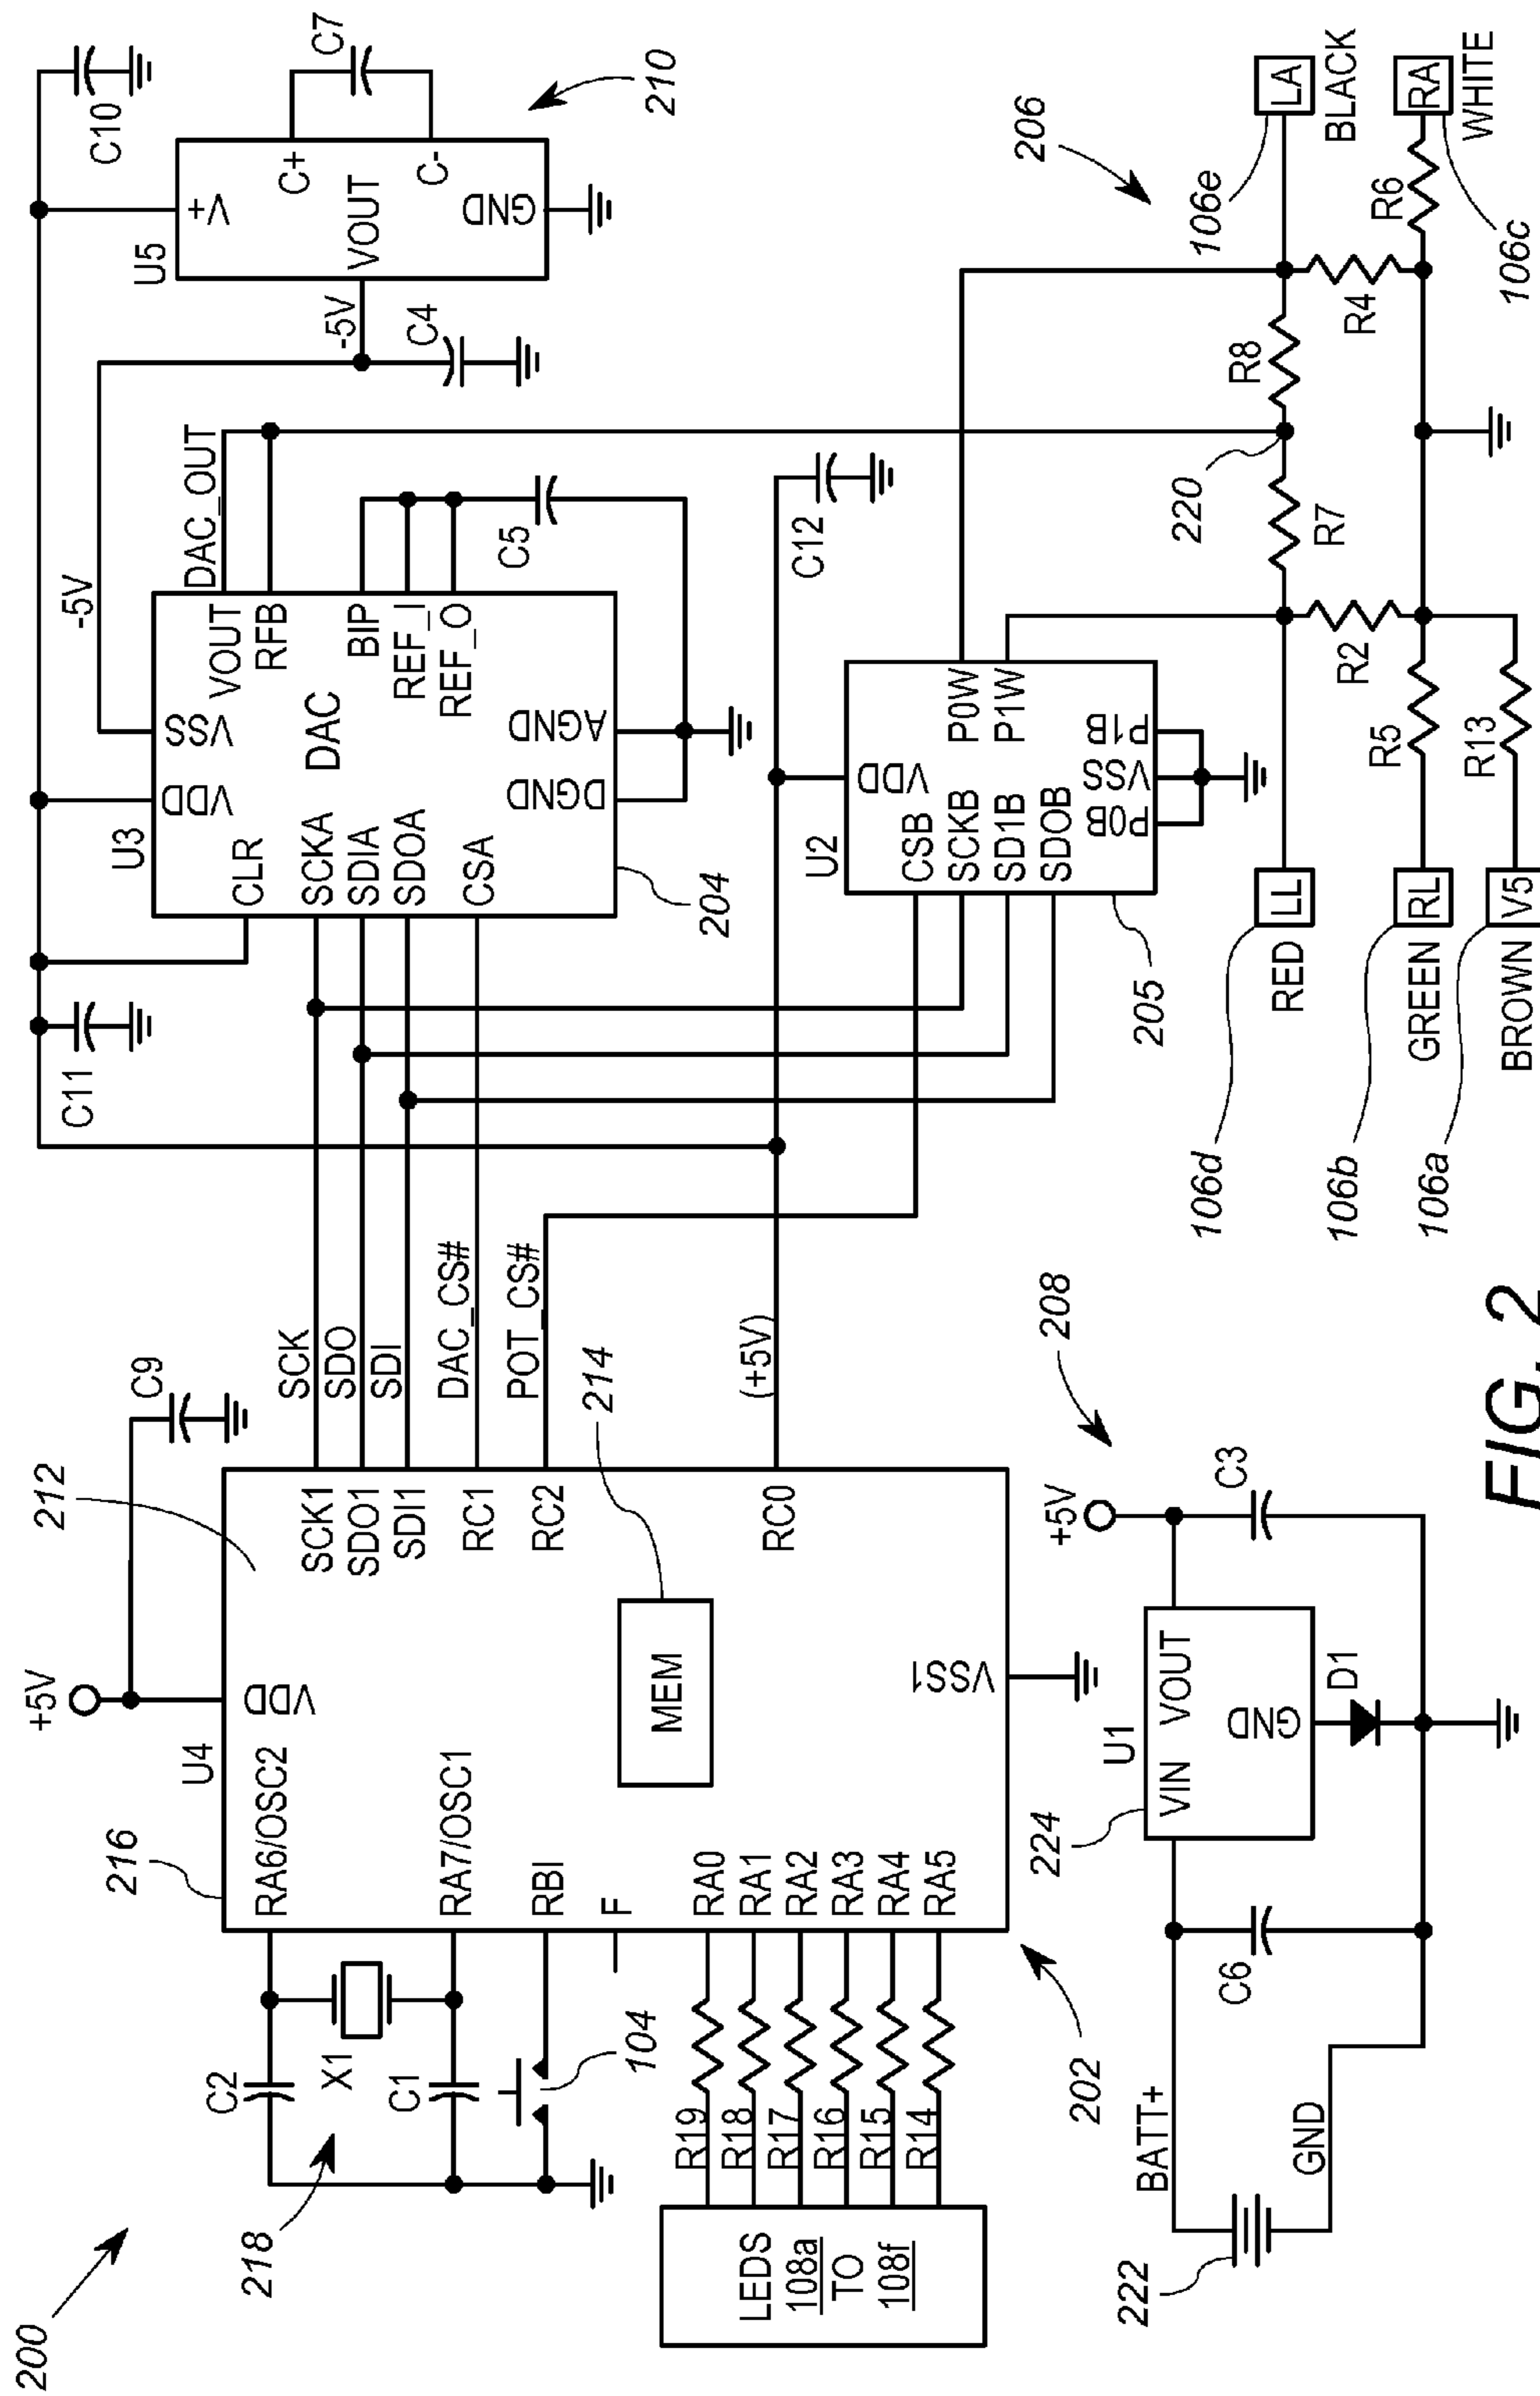 200
+5V
212
C9
216
U4
VDD
RA6/OSC2
RA7/OSC1
RBI
F
RA0
RA1
RA2
RA3
RA4
RA5
SCK1
SDO1
SDI1
RC1
RC2
RC0
MEM
214
VSS1
SCK
SDO
SDI
DAC_CS#
POT_CS#
(+5V)
C2
X1
C1
218
104
R19
R18
R17
R16
R15
R14
LEDS
108a
TO
108f
202
C11
C10
U3
VDD
VSS
-5V
CLR
SCKA
SDIA
SDOA
CSA
DAC
VOUT
RFB
BIP
REF_I
REF_O
DGND
AGND
204
DAC_OUT
C5
-5V
C4
U5
V+
C+
VOUT
C-
GND
C7
210
U2
VDD
CSB
SCKB
SD1B
SDOB
P0W
P1W
P0B
VSS
P1B
205
C12
220
206
106e
LA
BLACK
RA
WHITE
106c
R8
R7
R4
R6
R2
R5
R13
LL
RED
RL
GREEN
V5
BROWN
106d
106b
106a
208
+5V
C3
U1
VIN
VOUT
GND
D1
224
C6
BATT+
GND
222
FIG. 2